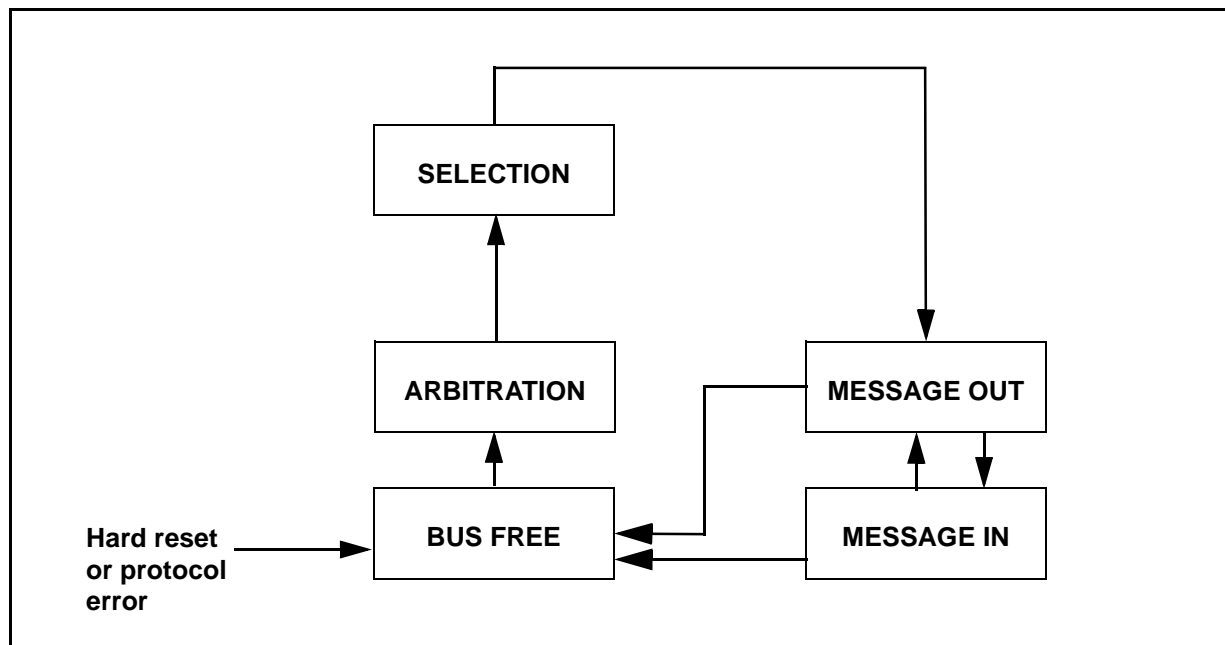 SELECTION
ARBITRATION
MESSAGE OUT
BUS FREE
MESSAGE IN
Hard reset
or protocol
error